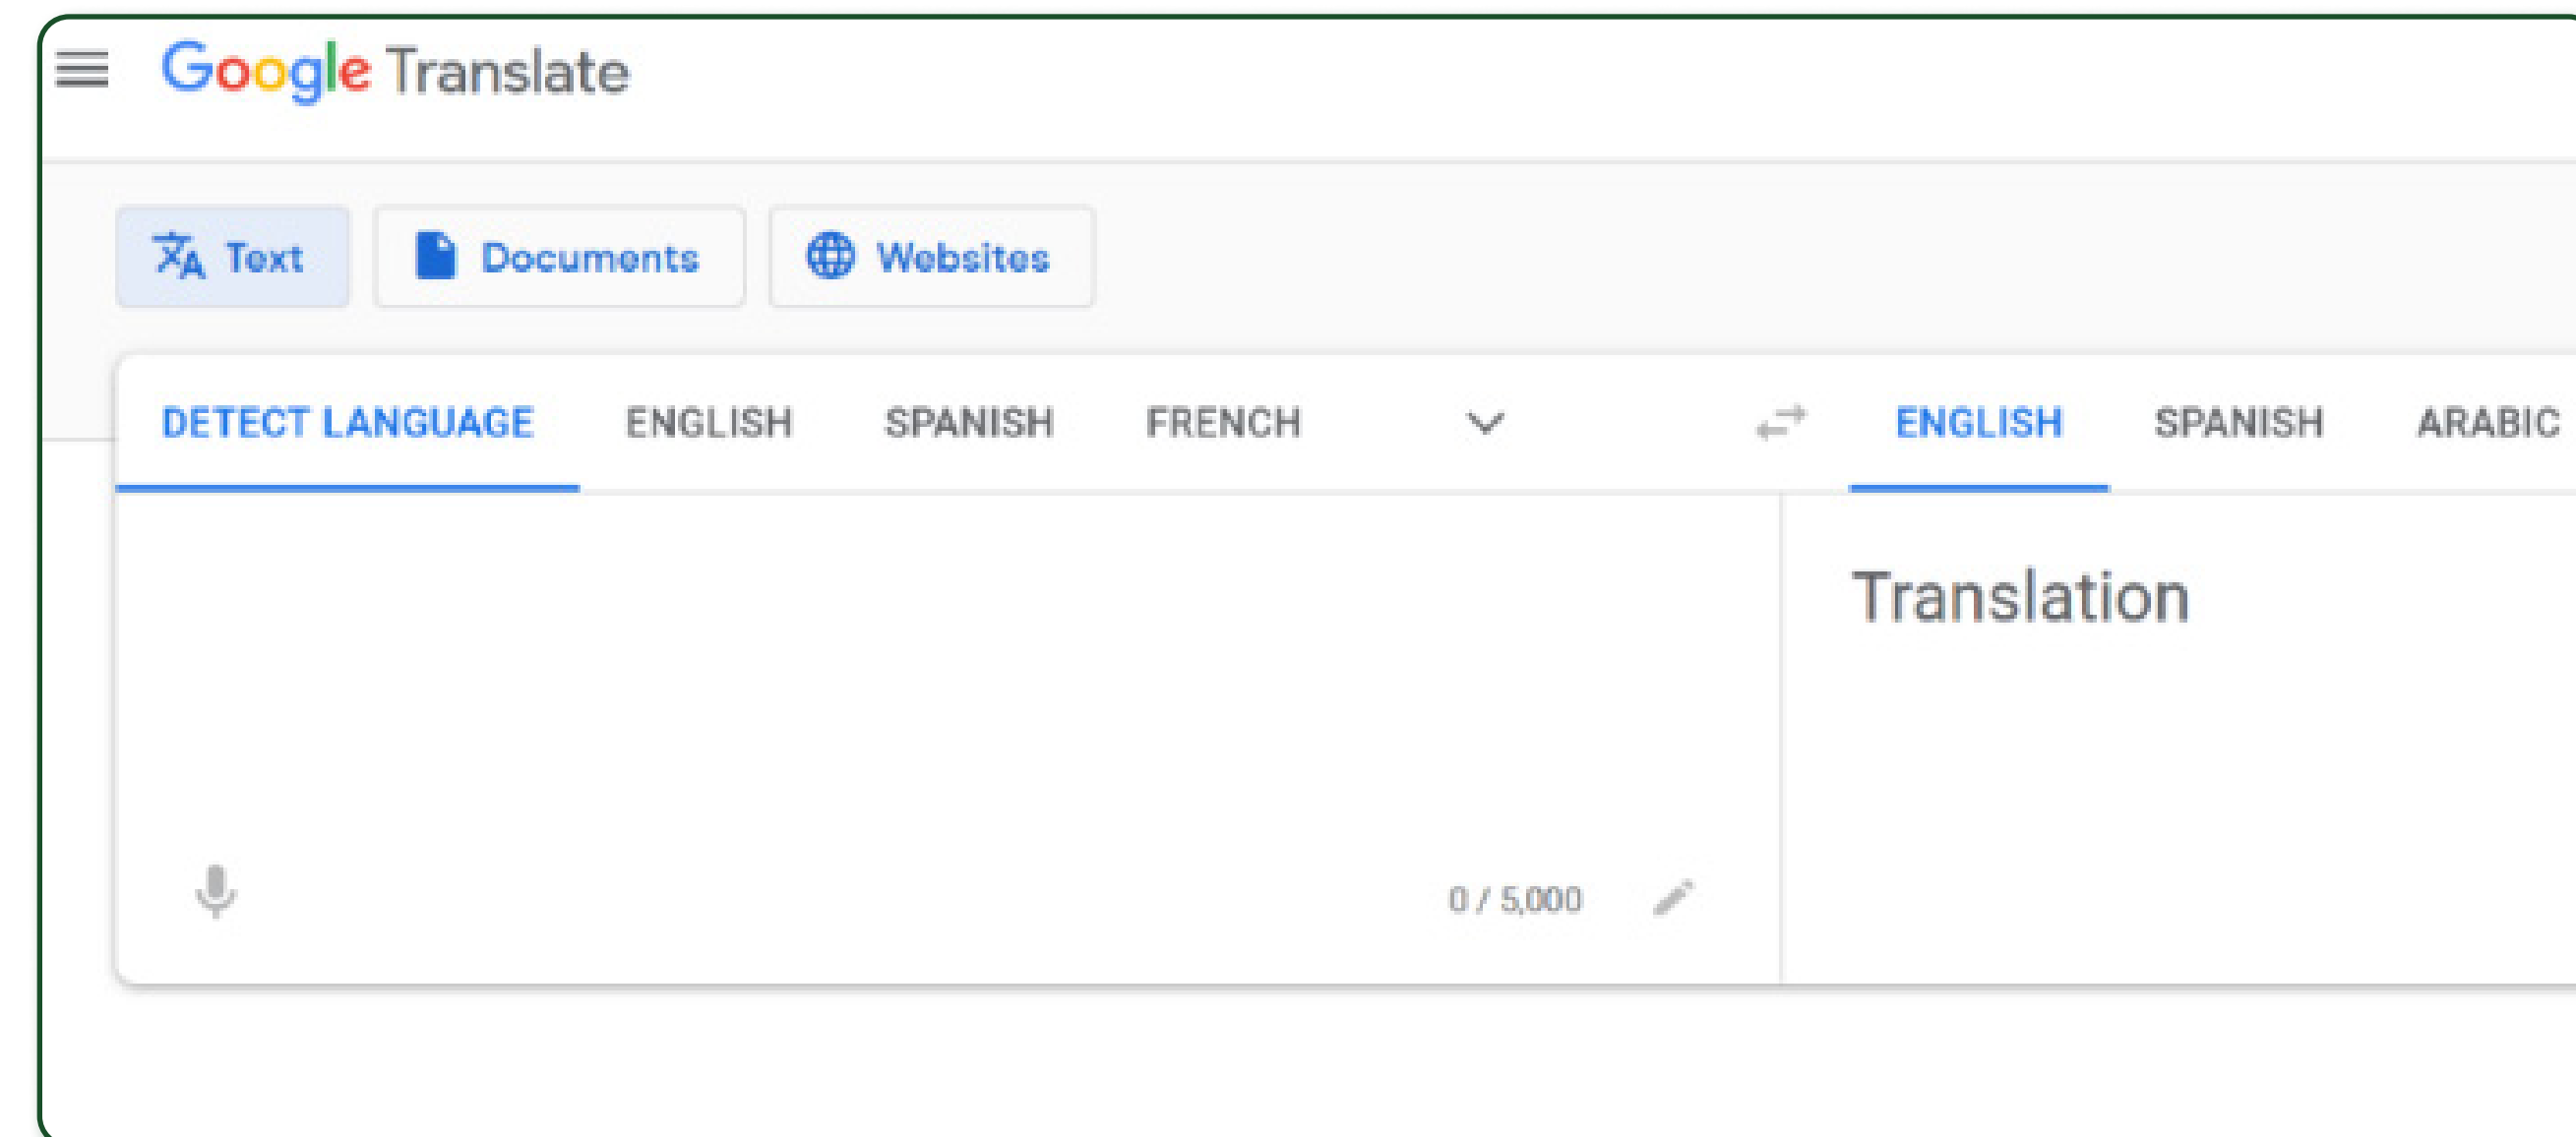 Google Translate
Text Documents Websites
DETECT LANGUAGE ENGLISH SPANISH FRENCH ENGLISH SPANISH ARABIC
Translation
0 / 5,000